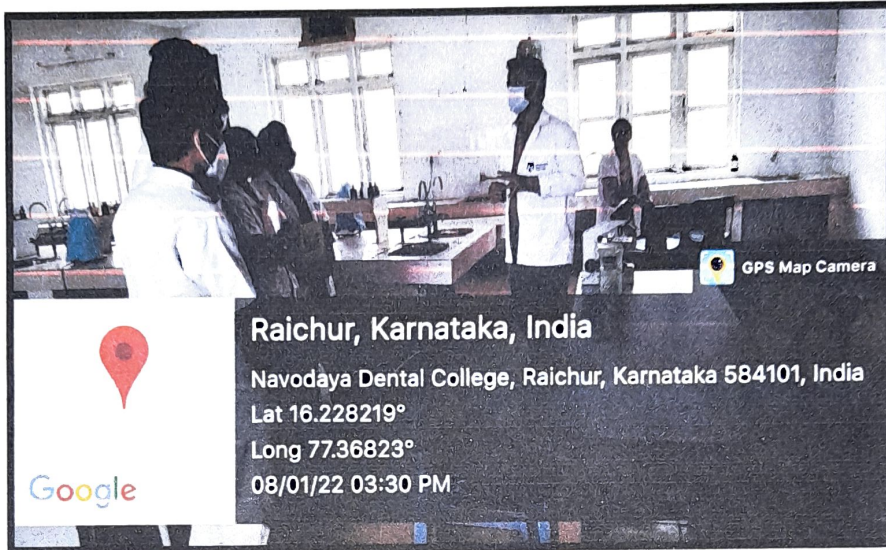 GPS Map Camera
Raichur, Karnataka, India
Navodaya Dental College, Raichur, Karnataka 584101, India
Lat 16.228219°
Long 77.36823°
08/01/22 03:30 PM
Google